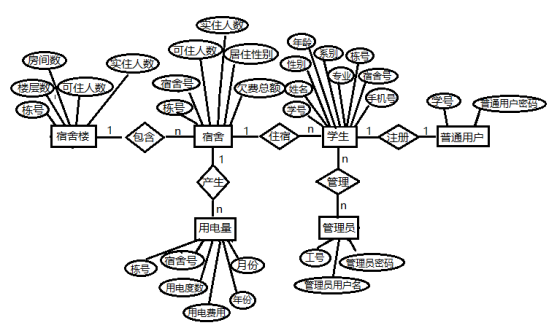 实住人数
年龄
系别
栋号
房间数
实住人数
可住人数
居住性别
性别
专业
宿舍号
楼层数
可住人数
宿舍号
欠费总额
姓名
手机号
学号
普通用户密码
栋号
栋号
学号
宿舍楼
1
包含
n
宿舍
1
住宿
n
学生
1
注册
1
普通用户
1
n
产生
管理
n
n
用电量
管理员
栋号
宿舍号
月份
工号
管理员密码
用电度数
年份
管理员用户名
用电费用